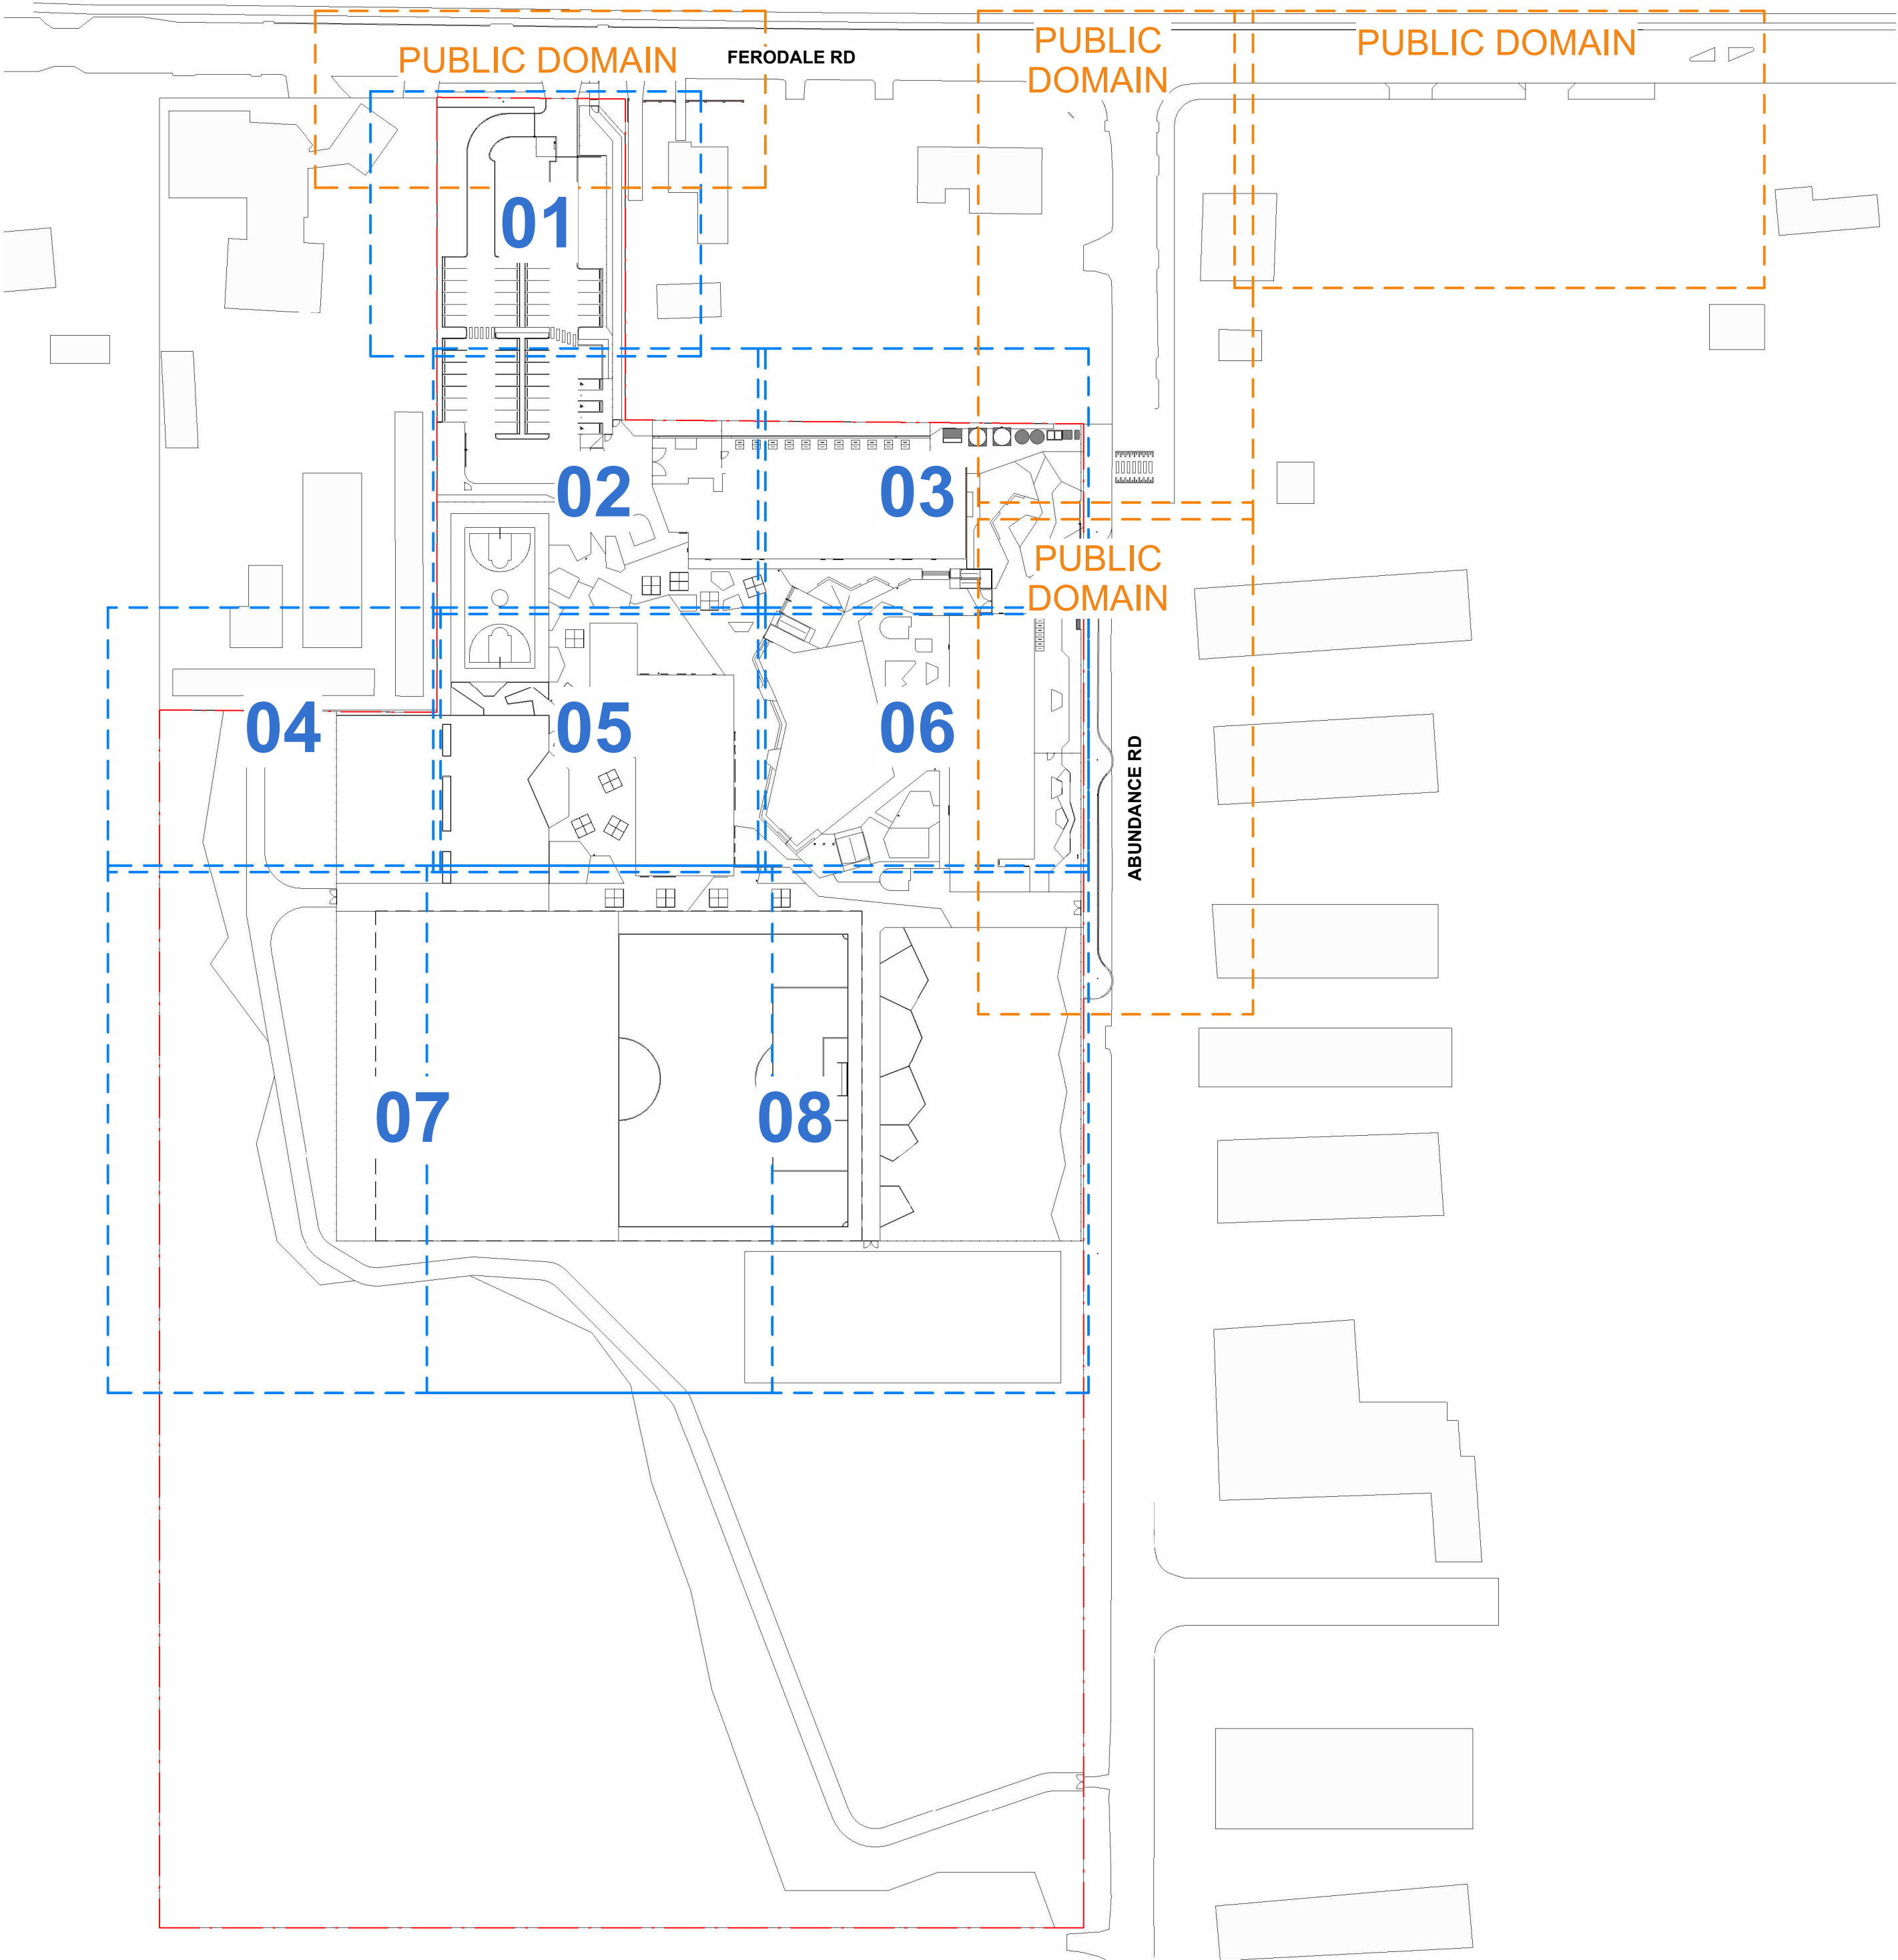 PUBLIC DOMAIN
FERODALE RD
PUBLIC
DOMAIN
PUBLIC DOMAIN
01
02
03
PUBLIC
DOMAIN
04
05
06
ABUNDANCE RD
07
08